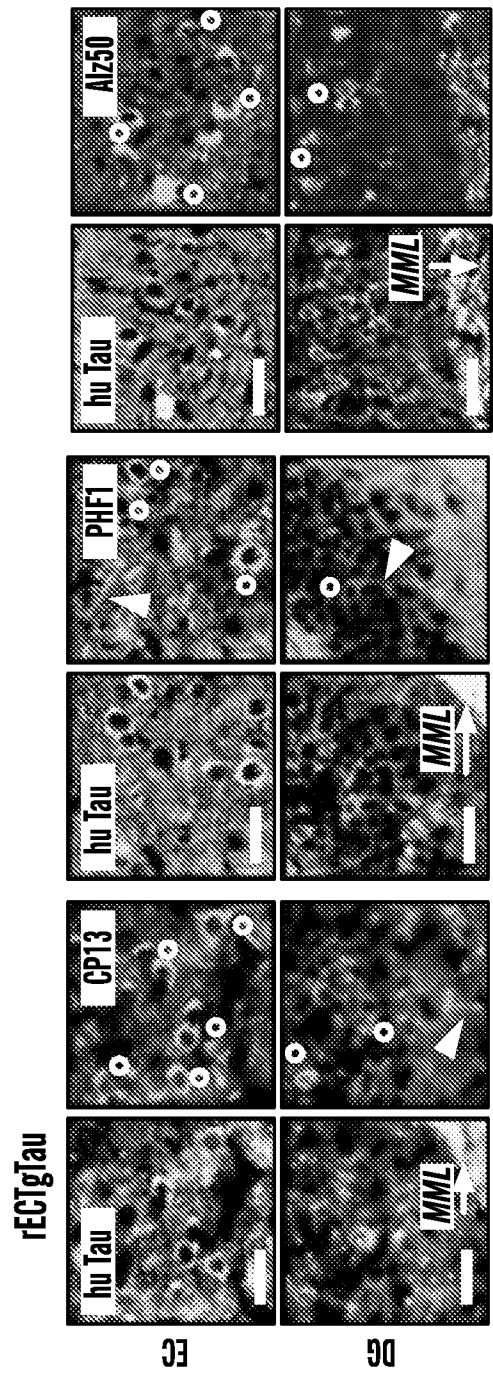 rECTgTau
hu Tau
CP13
hu Tau
PHF1
hu Tau
Alz50
EC
DG
MML
MML
MML